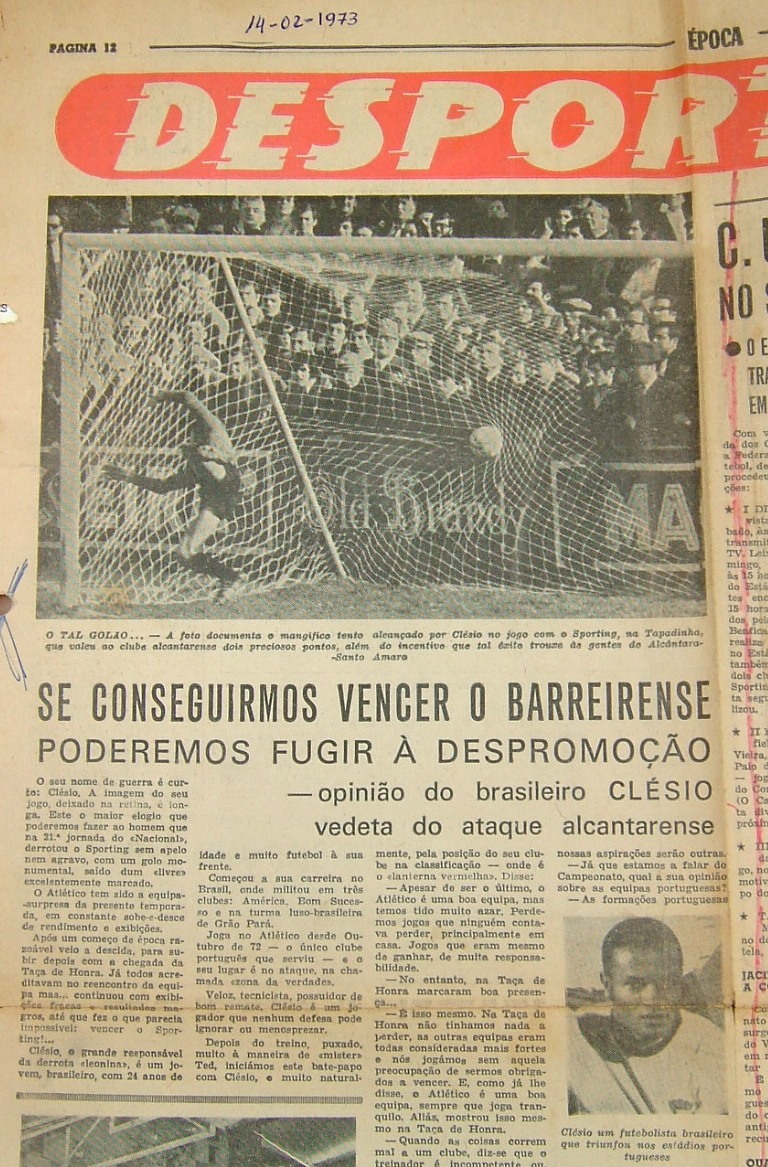 14-02-1973
PAGINA 12
ÉPOCA
DESPOR
Old Brandy
MA
O TAL GOLAO... — A foto documenta o mangífico tento alcançado por Clésio no jogo com o Sporting, na Tapadinha,
que valeu ao clube alcantarense dois preciosos pontos, além do incentivo que tal êxito trouxe às gentes de Alcântara-
-Santo Amaro
SE CONSEGUIRMOS VENCER O BARREIRENSE
PODEREMOS FUGIR À DESPROMOÇÃO
— opinião do brasileiro CLÉSIO
vedeta do ataque alcantarense
O seu nome de guerra é cur-
to: Clésio. A imagem do seu
jogo, deixado na retina, é lon-
ga. Este o maior elogio que
poderemos fazer ao homem que
na 21.ª jornada do «Nacional»,
derrotou o Sporting sem apelo
nem agravo, com um golo mo-
numental, saído dum «livre»
excelentemente marcado.
O Atlético tem sido a equipa-
-surpresa da presente tempora-
da, em constante sobe-e-desce
de rendimento e exibições.
Após um começo de época ra-
zoável veio a descida, para su-
bir depois com a chegada da
Taça de Honra. Já todos acre-
ditavam no reencontro da equi-
pa mas... continuou com exibi-
ções fracas e resultados ma-
gros, até que fez o que parecia
impossível: vencer o Spor-
ting!...
Clésio, o grande responsável
da derrota «leonina», é um jo-
vem, brasileiro, com 24 anos de
idade e muito futebol à sua
frente.
Começou a sua carreira no
Brasil, onde militou em três
clubes: América, Bom Suces-
so e na turma luso-brasileira
de Grão Pará.
Joga no Atlético desde Ou-
tubro de 72 — o único clube
português que serviu — e o
seu lugar é no ataque, na cha-
mada «zona da verdade».
Veloz, tecnicista, possuidor de
bom remate, Clésio é um jo-
gador que nenhum defesa pode
ignorar ou menosprezar.
Depois do treino, puxado,
muito à maneira de «mister»
Ted, iniciámos este bate-papo
com Clésio, e muito natural-
mente, pela posição do seu clu-
be na classificação — onde é
o «lanterna vermelha». Disse:
— Apesar de ser o último, o
Atlético é uma boa equipa, mas
temos tido muito azar. Perde-
mos jogos que ninguém conta-
va perder, principalmente em
casa. Jogos que eram mesmo
de ganhar, de muita responsa-
bilidade.
— No entanto, na Taça de
Honra marcaram boa presen-
ça...
— É isso mesmo. Na Taça de
Honra não tínhamos nada a
perder, as outras equipas eram
todas consideradas mais fortes
e nós jogámos sem aquela
preocupação de sermos obriga-
dos a vencer. E, como já lhe
disse, o Atlético é uma boa
equipa, sempre que joga tran-
quilo. Aliás, mostrou isso mes-
mo na Taça de Honra.
— Quando as coisas correm
mal a um clube, diz-se que o
treinador é incompetente ou
nossas aspirações serão outras.
— Já que estamos a falar do
Campeonato, qual a sua opinião
sobre as equipas portuguesas?
— As formações portuguesas
Clésio um futebolista brasileiro
que triunfou nos estádios por-
tugueses
C.
NO
● O E
TRA
EM